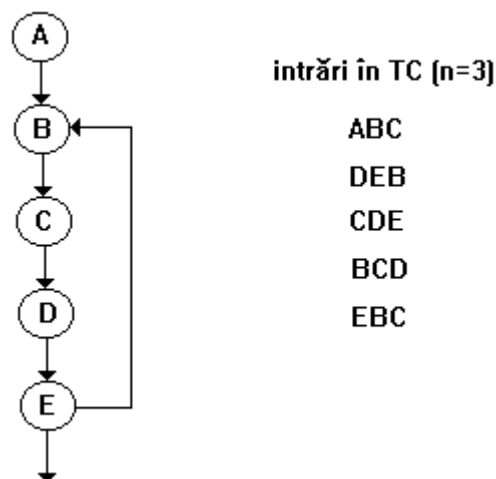 A
B
C
D
E
intrări în TC (n=3)
ABC
DEB
CDE
BCD
EBC